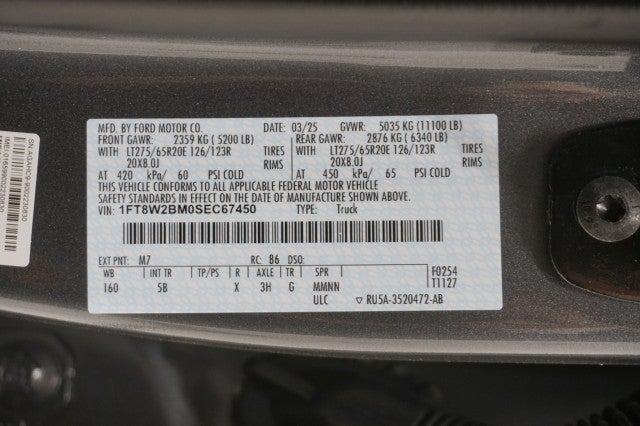 MFD. BY FORD MOTOR CO.
DATE: 03/25 GVWR: 5035 KG (11100 LB)
FRONT GAWR: 2359 KG ( 5200 LB) REAR GAWR: 2876 KG ( 6340 LB)
WITH LT275/65R20E 126/123R TIRES WITH LT275/65R20E 126/123R TIRES
20X8.0J RIMS 20X8.0J RIMS
AT 420 kPa/ 60 PSI COLD AT 450 kPa/ 65 PSI COLD
THIS VEHICLE CONFORMS TO ALL APPLICABLE FEDERAL MOTOR VEHICLE
SAFETY STANDARDS IN EFFECT ON THE DATE OF MANUFACTURE SHOWN ABOVE.
VIN: 1FT8W2BM0SEC67450 TYPE: Truck
EXT PNT: M7 RC: 86 DSO:
WB INT TR TP/PS R AXLE TR SPR F0254
160 5B X 3H G MMNN T1127
ULC ▽ RU5A-3520472-AB